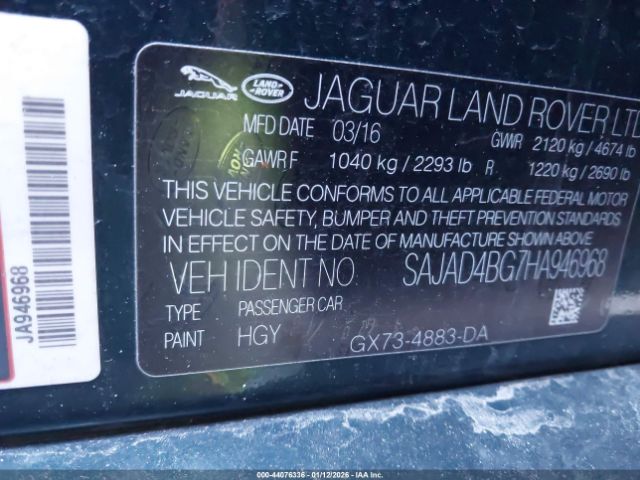 JAGUAR
LAND ROVER
JAGUAR LAND ROVER LTD
MFD DATE 03/16 GVWR 2120 kg / 4674 lb
GAWR F 1040 kg / 2293 lb R 1220 kg / 2690 lb
THIS VEHICLE CONFORMS TO ALL APPLICABLE FEDERAL MOTOR
VEHICLE SAFETY, BUMPER AND THEFT PREVENTION STANDARDS
IN EFFECT ON THE DATE OF MANUFACTURE SHOWN ABOVE
VEH IDENT NO. SAJAD4BG7HA946968
TYPE PASSENGER CAR
PAINT HGY GX73-4883-DA
JA946968
000-44076336 - 01/12/2026 - IAAI.COM